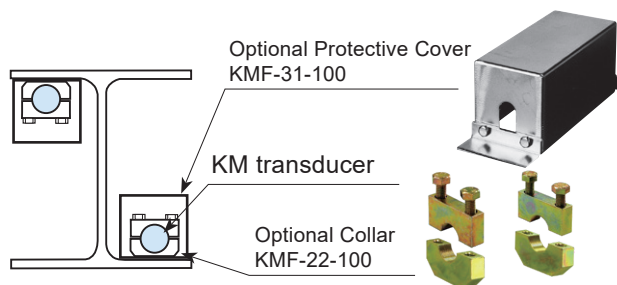 Optional Protective Cover
KMF-31-100
KM transducer
Optional Collar
KMF-22-100